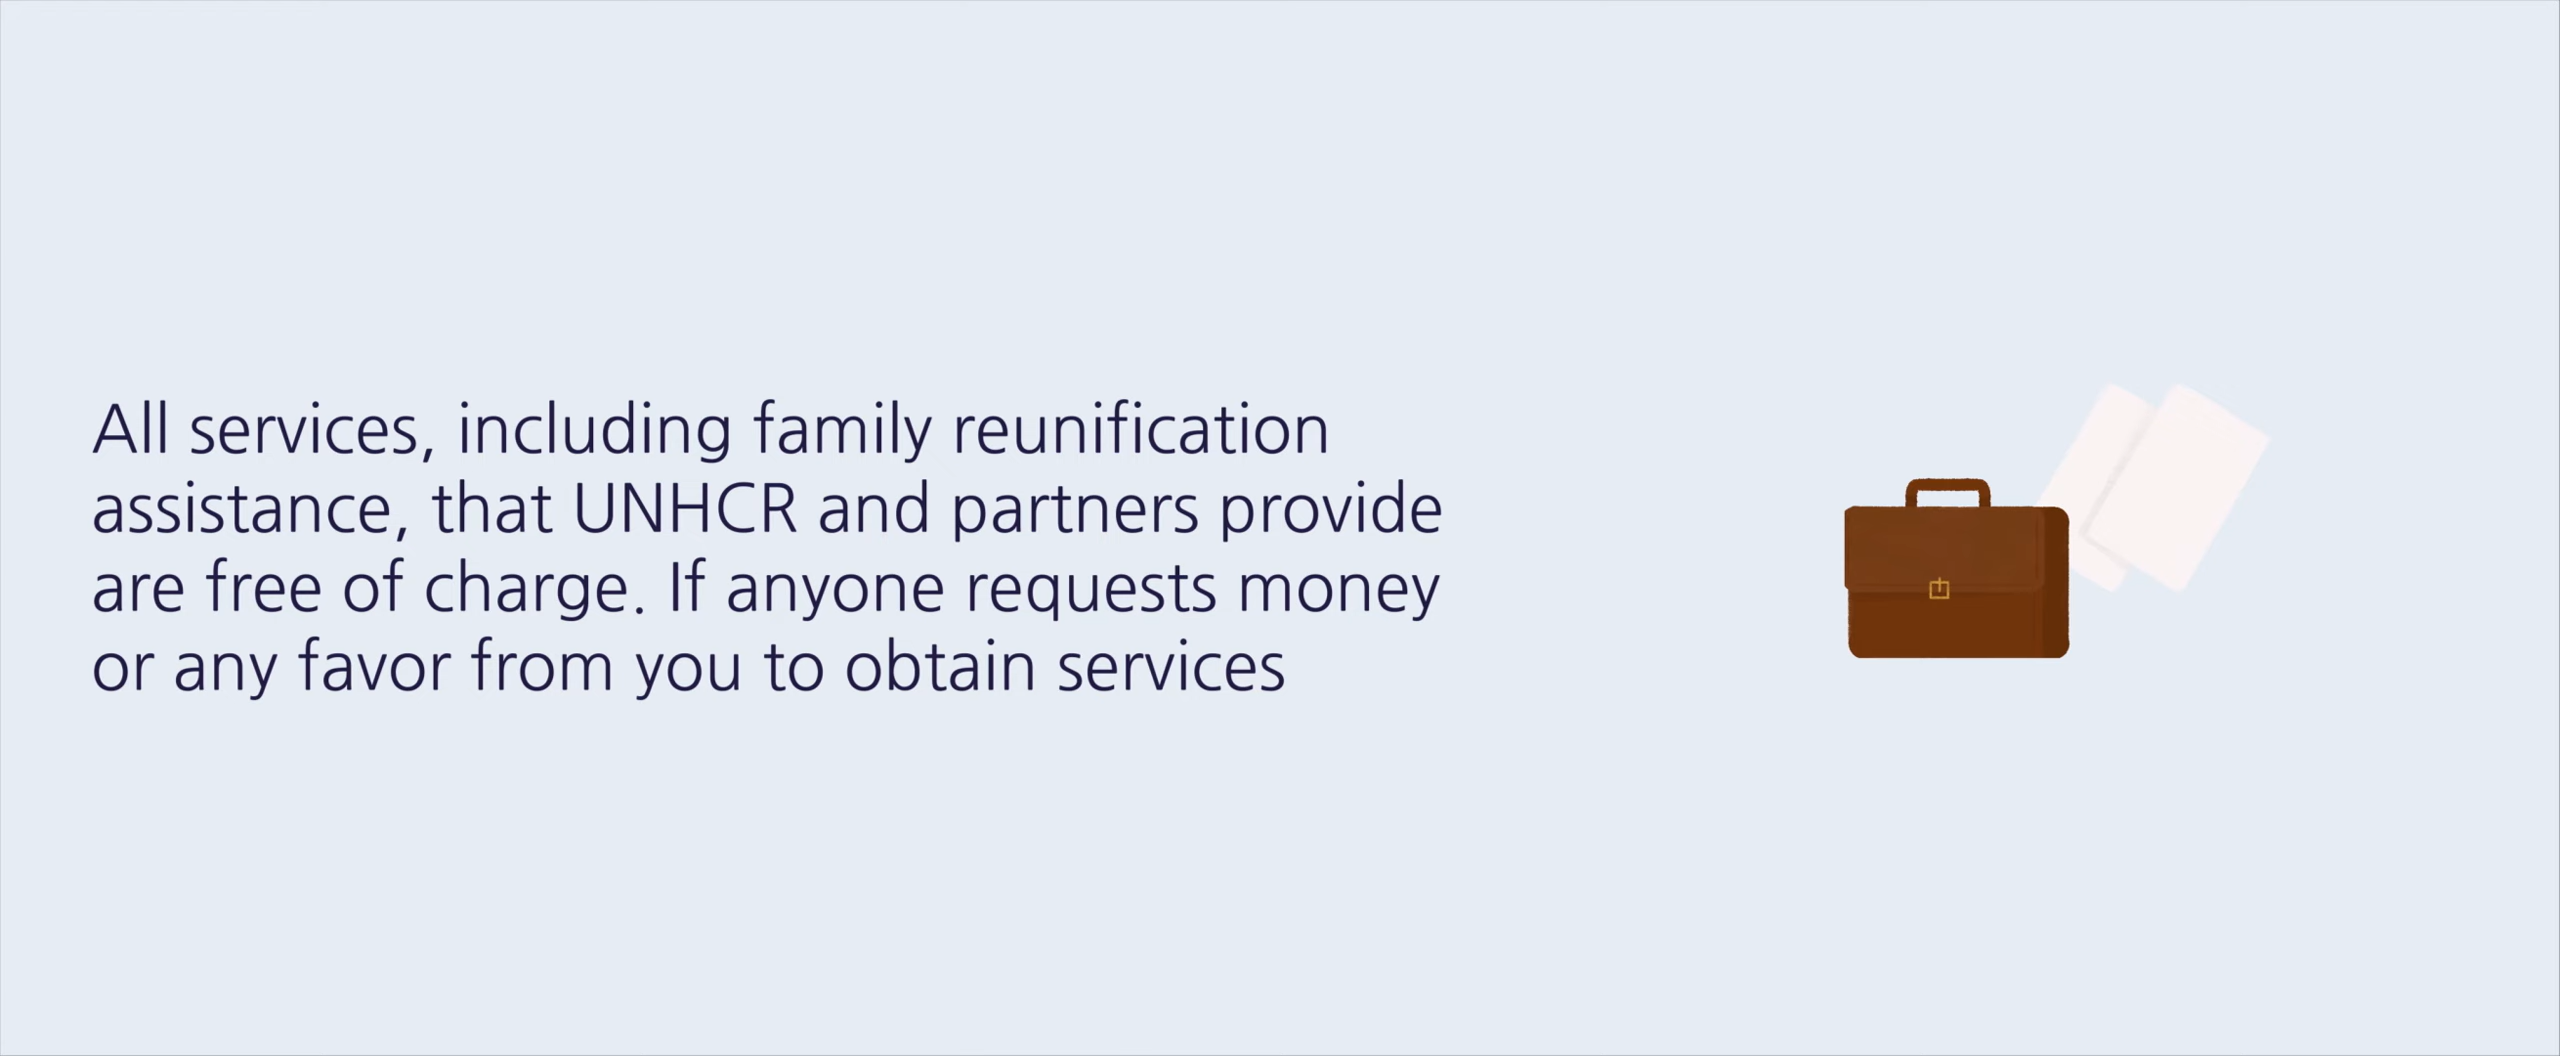 All services, including family reunification
assistance, that UNHCR and partners provide
are free of charge. If anyone requests money
or any favor from you to obtain services